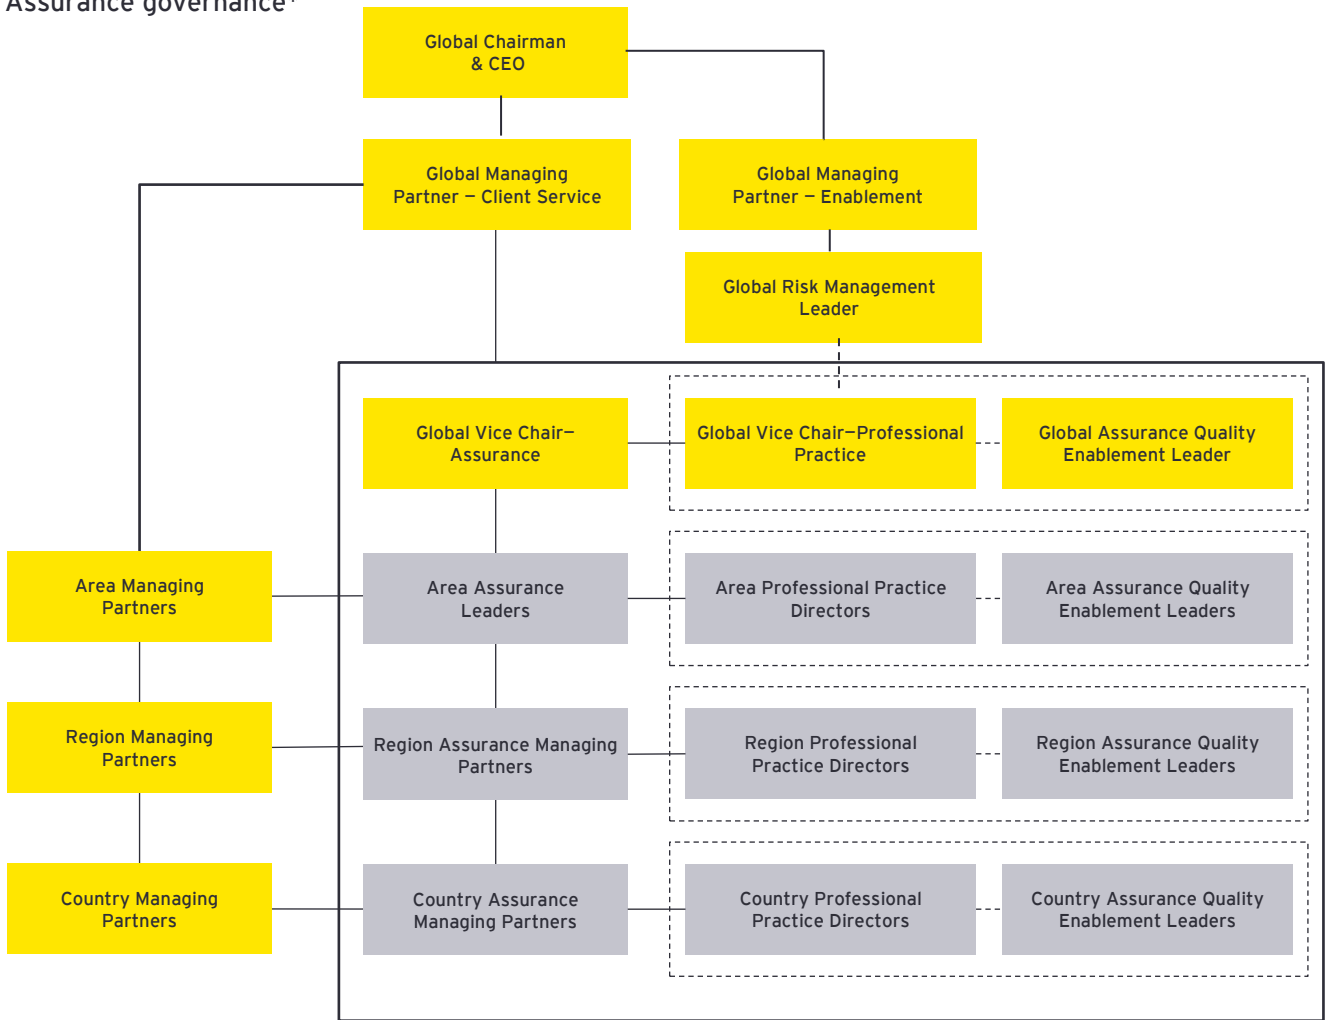 Assurance governance
Global Chairman
& CEO
Global Managing
Partner – Client Service
Global Managing
Partner – Enablement
Global Risk Management
Leader
Global Vice Chair–
Assurance
Global Vice Chair–Professional
Practice
Global Assurance Quality
Enablement Leader
Area Managing
Partners
Area Assurance
Leaders
Area Professional Practice
Directors
Area Assurance Quality
Enablement Leaders
Region Managing
Partners
Region Assurance Managing
Partners
Region Professional
Practice Directors
Region Assurance Quality
Enablement Leaders
Country Managing
Partners
Country Assurance
Managing Partners
Country Professional
Practice Directors
Country Assurance Quality
Enablement Leaders